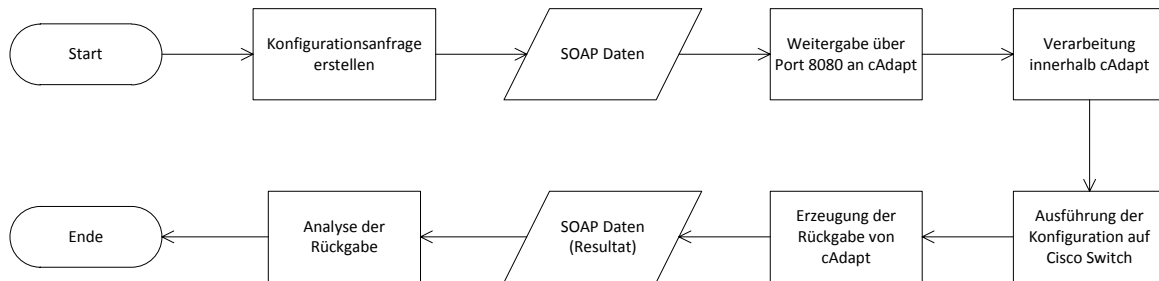 Start
Konfigurationsanfrage
erstellen
SOAP Daten
Weitergabe über
Port 8080 an cAdapt
Verarbeitung
innerhalb cAdapt
Ausführung der
Konfiguration auf
Cisco Switch
Erzeugung der
Rückgabe von
cAdapt
SOAP Daten
(Resultat)
Analyse der
Rückgabe
Ende